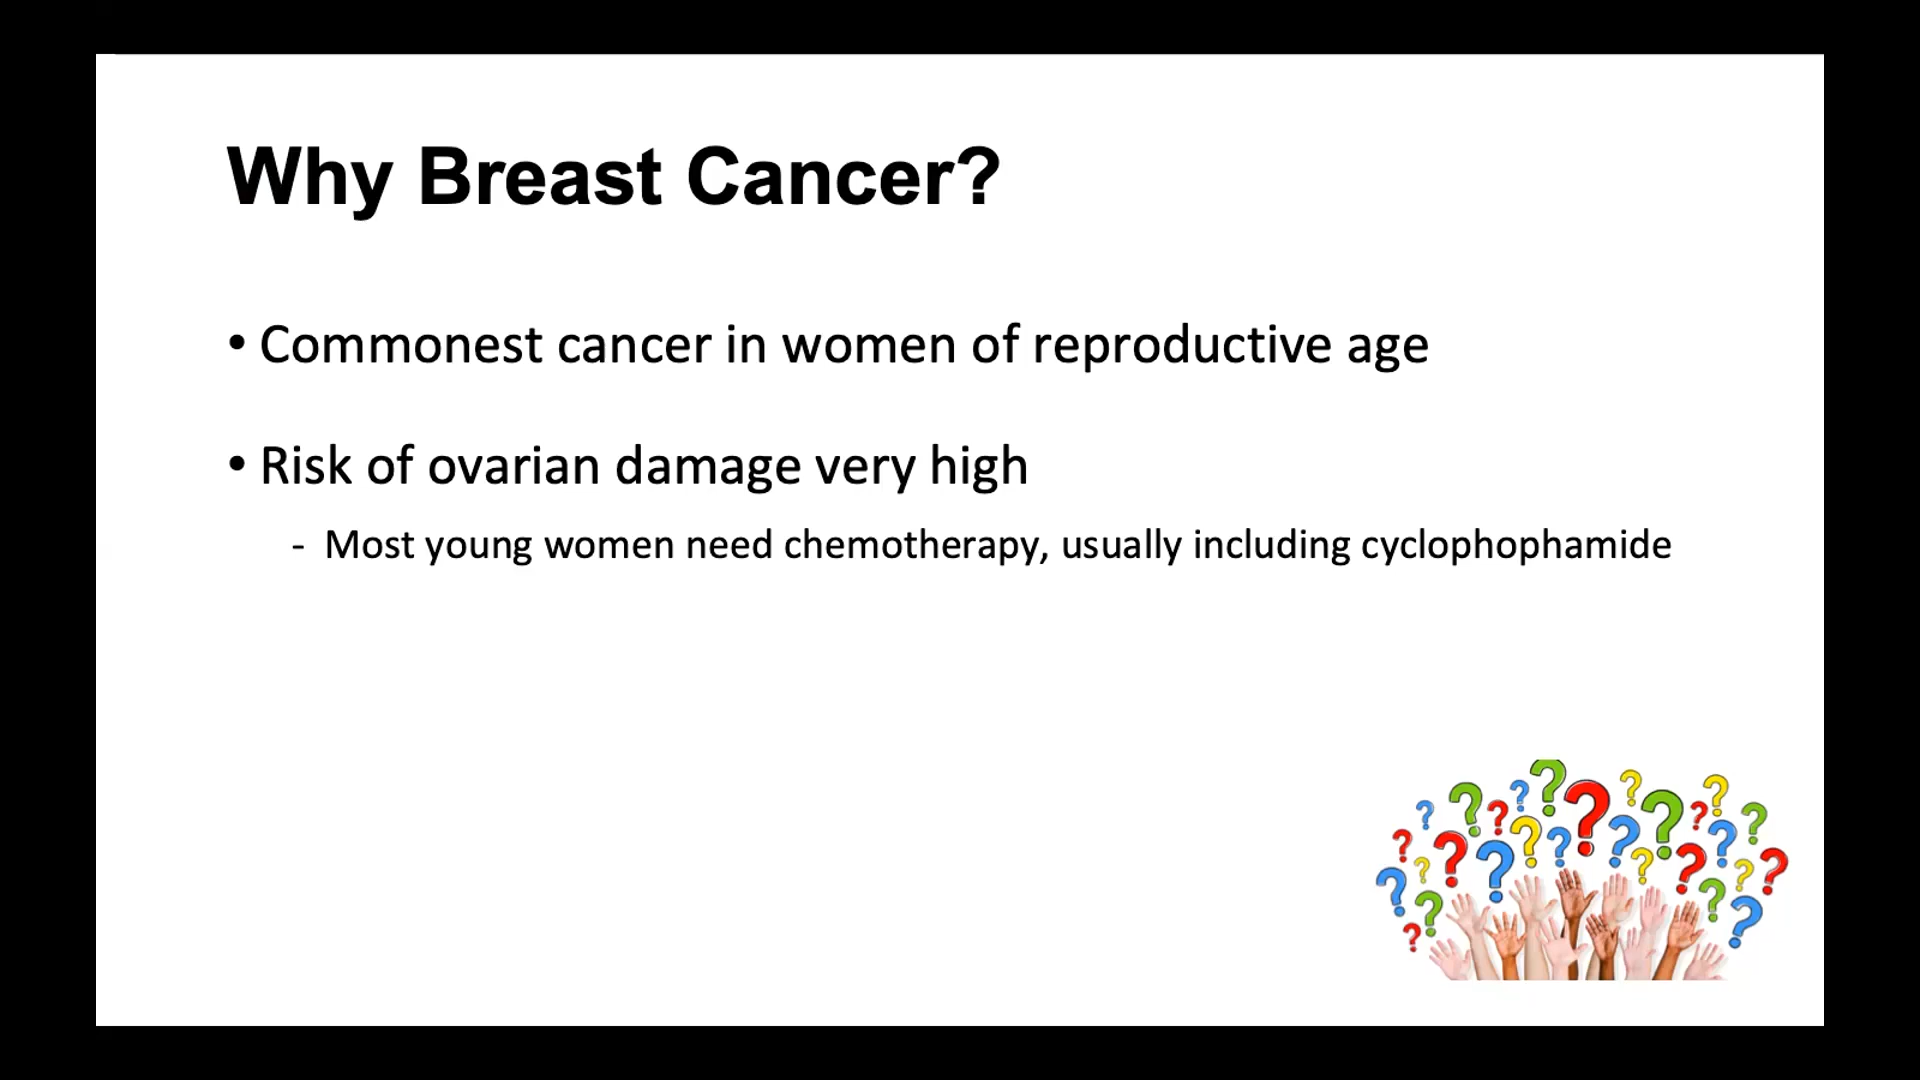 Why Breast Cancer?
• Commonest cancer in women of reproductive age
• Risk of ovarian damage very high
- Most young women need chemotherapy, usually including cyclophophamide